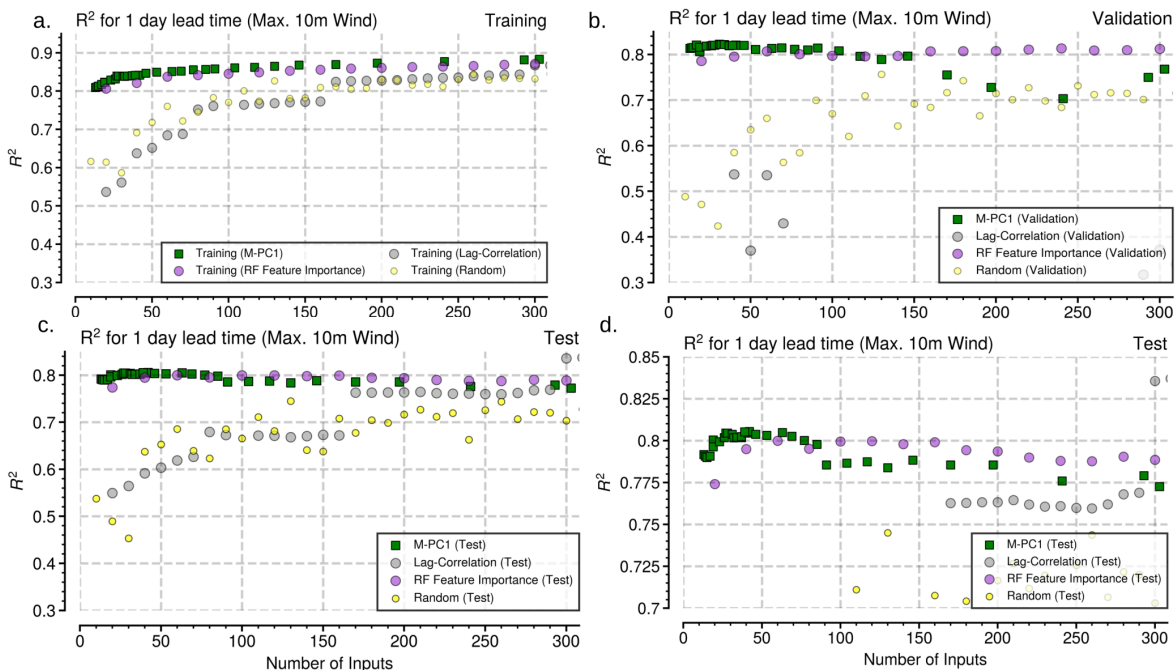 a.
R² for 1 day lead time (Max. 10m Wind)
Training
0.9
0.8
0.7
0.6
0.5
0.4
0.3
R²
Training (M-PC1)
Training (RF Feature Importance)
Training (Lag-Correlation)
Training (Random)
0
50
100
150
200
250
300
b.
R² for 1 day lead time (Max. 10m Wind)
Validation
0.8
0.7
0.6
0.5
0.4
0.3
R²
M-PC1 (Validation)
Lag-Correlation (Validation)
RF Feature Importance (Validation)
Random (Validation)
0
50
100
150
200
250
300
c.
R² for 1 day lead time (Max. 10m Wind)
Test
0.8
0.7
0.6
0.5
0.4
0.3
R²
M-PC1 (Test)
Lag-Correlation (Test)
RF Feature Importance (Test)
Random (Test)
0
50
100
150
200
250
300
Number of Inputs
d.
R² for 1 day lead time (Max. 10m Wind)
Test
0.85
0.8
0.775
0.75
0.725
0.7
R²
M-PC1 (Test)
Lag-Correlation (Test)
RF Feature Importance (Test)
Random (Test)
0
50
100
150
200
250
300
Number of Inputs